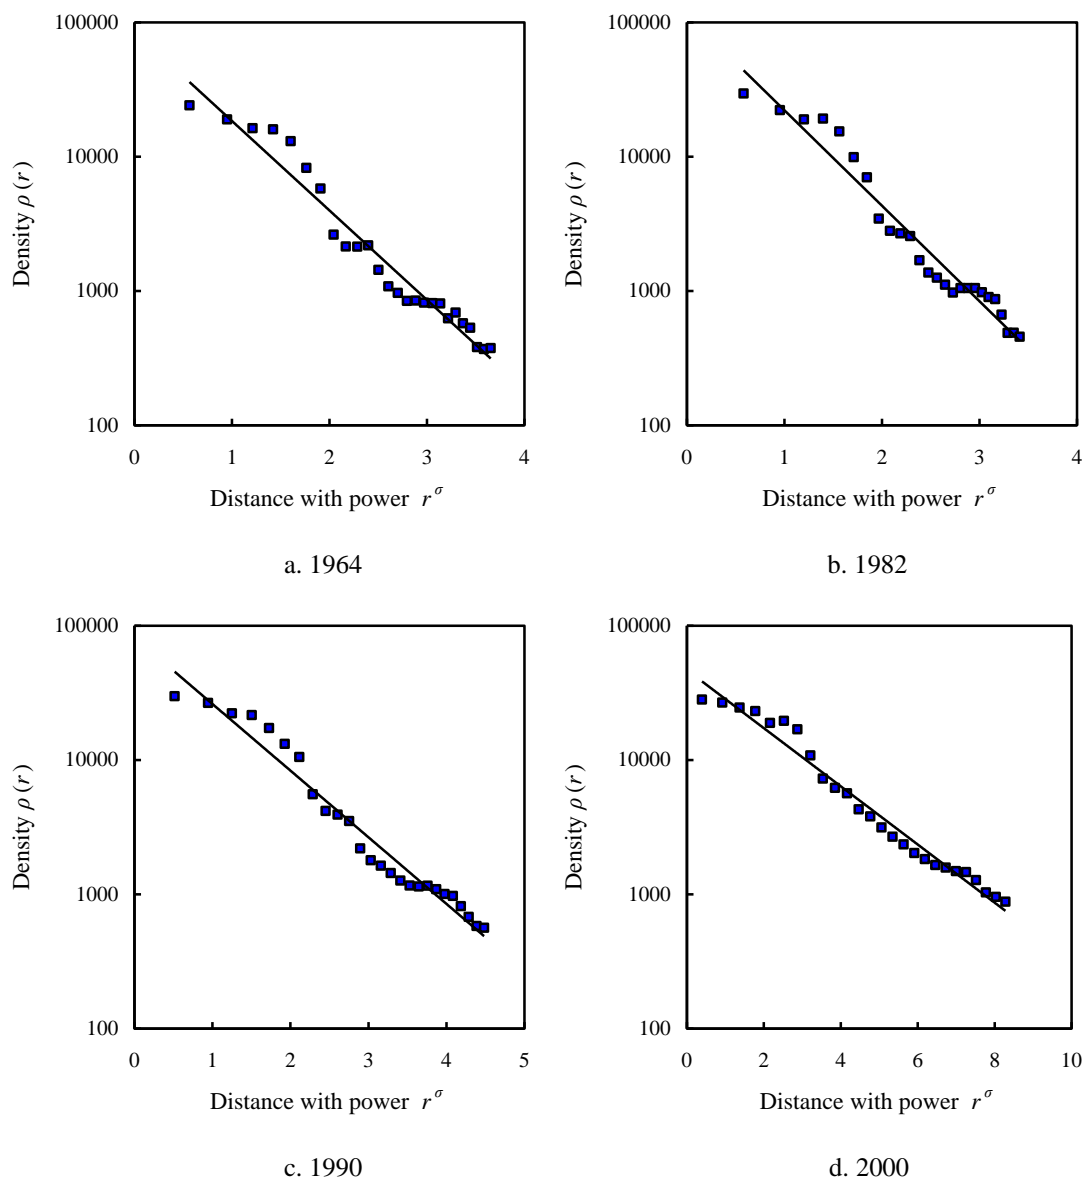 100000
10000
1000
100
0 1 2 3 4
Density ρ (r)
Distance with power r^σ
a. 1964
100000
10000
1000
100
0 1 2 3 4
Density ρ (r)
Distance with power r^σ
b. 1982
100000
10000
1000
100
0 1 2 3 4 5
Density ρ (r)
Distance with power r^σ
c. 1990
100000
10000
1000
100
0 2 4 6 8 10
Density ρ (r)
Distance with power r^σ
d. 2000